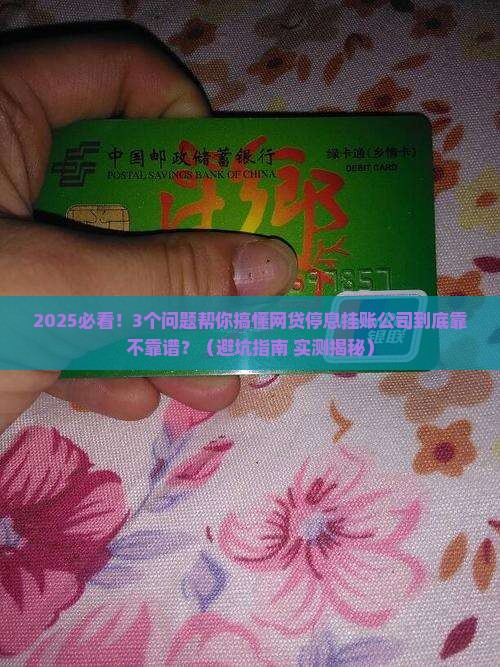 中国邮政储蓄银行
POSTAL SAVINGS BANK OF CHINA
绿卡通(乡情卡)
DEBIT CARD
乡
2025必看！3个问题帮你搞懂网贷停息挂账公司到底靠
不靠谱？（避坑指南 实测揭秘）
银联